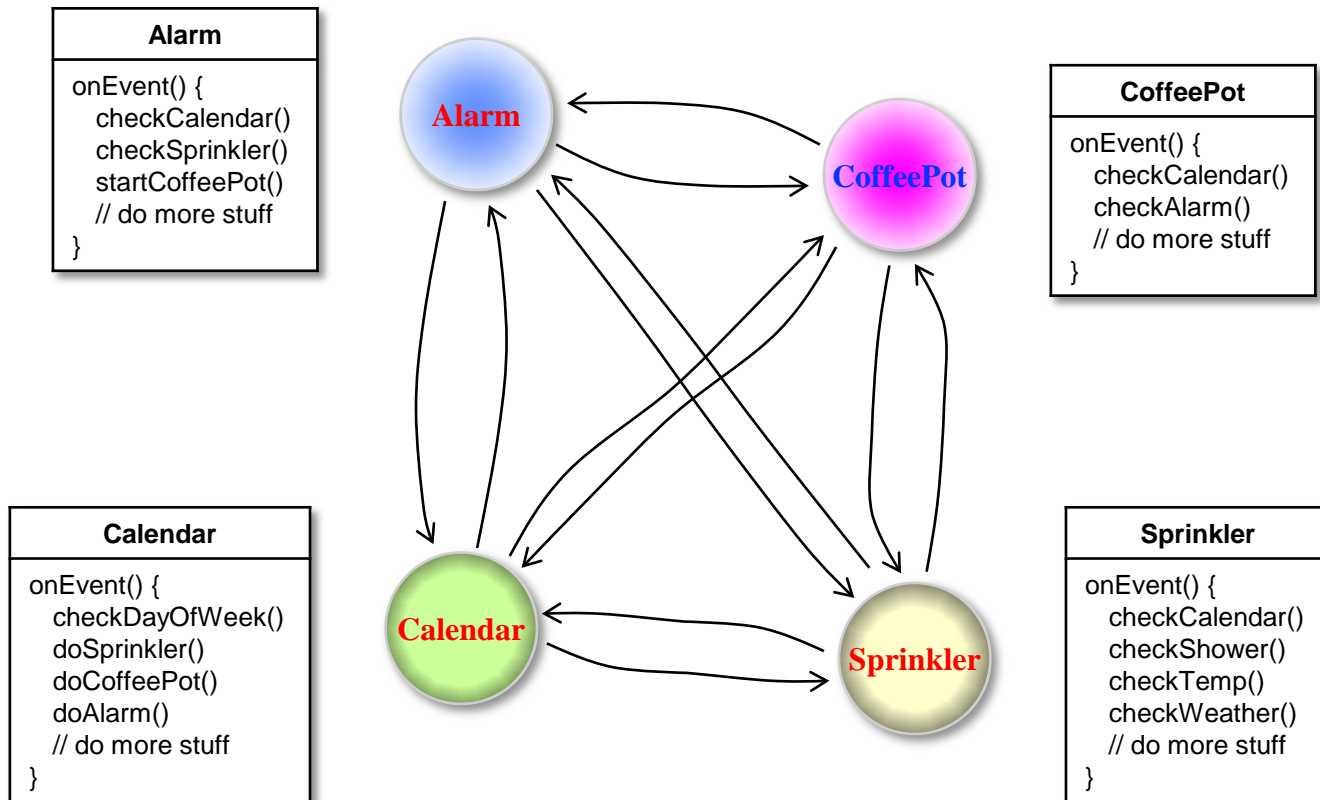 Alarm
onEvent() {
checkCalendar()
checkSprinkler()
startCoffeePot()
// do more stuff
}
Alarm
CoffeePot
CoffeePot
onEvent() {
checkCalendar()
checkAlarm()
// do more stuff
}
Calendar
onEvent() {
checkDayOfWeek()
doSprinkler()
doCoffeePot()
doAlarm()
// do more stuff
}
Calendar
Sprinkler
Sprinkler
onEvent() {
checkCalendar()
checkShower()
checkTemp()
checkWeather()
// do more stuff
}